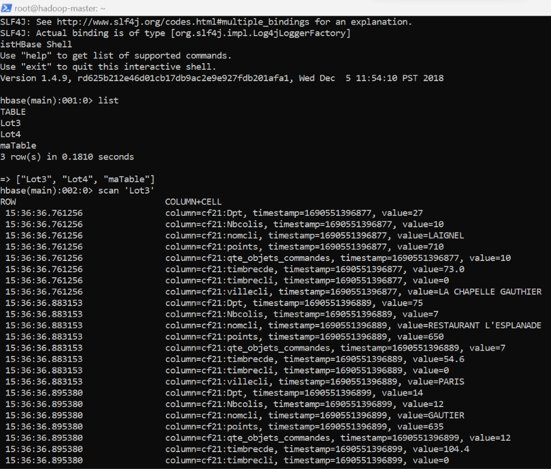 root@hadoop-master: ~
SLF4J: See http://www.slf4j.org/codes.html#multiple_bindings for an explanation.
SLF4J: Actual binding is of type [org.slf4j.impl.Log4jLoggerFactory]
istHBase Shell
Use "help" to get list of supported commands.
Use "exit" to quit this interactive shell.
Version 1.4.9, rd625b212e46d01cb17db9ac2e9e927fdb201afa1, Wed Dec  5 11:54:10 PST 2018
hbase(main):001:0> list
TABLE
Lot3
Lot4
maTable
3 row(s) in 0.1810 seconds
=> ["Lot3", "Lot4", "maTable"]
hbase(main):002:0> scan 'Lot3'
ROW COLUMN+CELL
15:36:36.761256 column=cf21:Dpt, timestamp=1690551396877, value=27
15:36:36.761256 column=cf21:Nbcolis, timestamp=1690551396877, value=10
15:36:36.761256 column=cf21:nomcli, timestamp=1690551396877, value=LAIGNEL
15:36:36.761256 column=cf21:points, timestamp=1690551396877, value=710
15:36:36.761256 column=cf21:qte_objets_commandes, timestamp=1690551396877, value=10
15:36:36.761256 column=cf21:timbrecde, timestamp=1690551396877, value=73.0
15:36:36.761256 column=cf21:timbrecli, timestamp=1690551396877, value=0
15:36:36.761256 column=cf21:villecli, timestamp=1690551396877, value=LA CHAPELLE GAUTHIER
15:36:36.883153 column=cf21:Dpt, timestamp=1690551396889, value=75
15:36:36.883153 column=cf21:Nbcolis, timestamp=1690551396889, value=7
15:36:36.883153 column=cf21:nomcli, timestamp=1690551396889, value=RESTAURANT L'ESPLANADE
15:36:36.883153 column=cf21:points, timestamp=1690551396889, value=650
15:36:36.883153 column=cf21:qte_objets_commandes, timestamp=1690551396889, value=7
15:36:36.883153 column=cf21:timbrecde, timestamp=1690551396889, value=54.6
15:36:36.883153 column=cf21:timbrecli, timestamp=1690551396889, value=0
15:36:36.883153 column=cf21:villecli, timestamp=1690551396889, value=PARIS
15:36:36.895380 column=cf21:Dpt, timestamp=1690551396899, value=14
15:36:36.895380 column=cf21:Nbcolis, timestamp=1690551396899, value=12
15:36:36.895380 column=cf21:nomcli, timestamp=1690551396899, value=GAUTIER
15:36:36.895380 column=cf21:points, timestamp=1690551396899, value=635
15:36:36.895380 column=cf21:qte_objets_commandes, timestamp=1690551396899, value=12
15:36:36.895380 column=cf21:timbrecde, timestamp=1690551396899, value=104.4
15:36:36.895380 column=cf21:timbrecli, timestamp=1690551396899, value=0